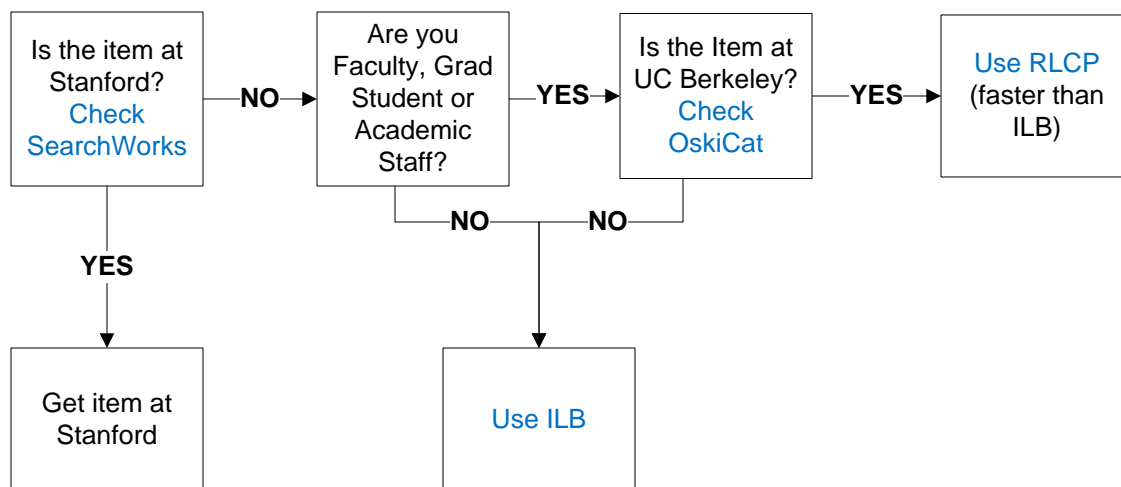 Is the item at
Stanford?
Check
SearchWorks
NO
Are you
Faculty, Grad
Student or
Academic
Staff?
YES
Is the Item at
UC Berkeley?
Check
OskiCat
YES
Use RLCP
(faster than
ILB)
NO
NO
YES
Get item at
Stanford
Use ILB